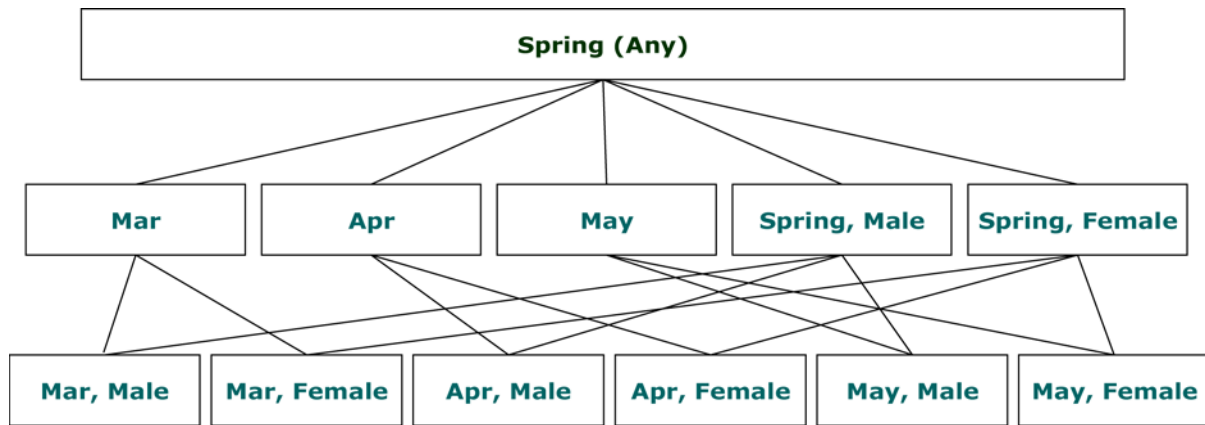 Spring (Any)
Mar
Apr
May
Spring, Male
Spring, Female
Mar, Male
Mar, Female
Apr, Male
Apr, Female
May, Male
May, Female